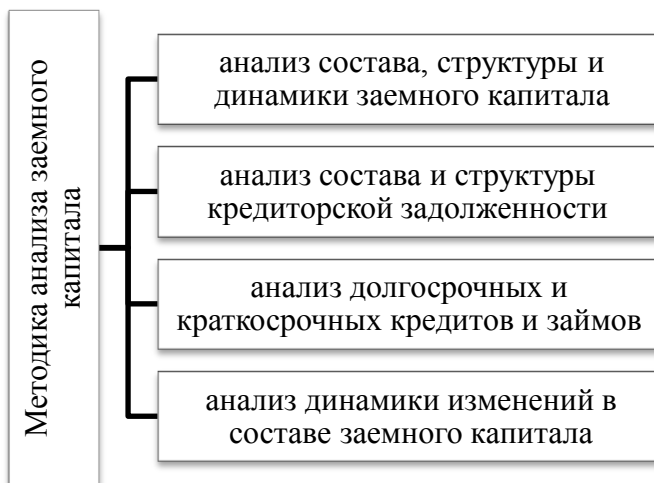 Методика анализа заемного
капитала
анализ состава, структуры и
динамики заемного капитала
анализ состава и структуры
кредиторской задолженности
анализ долгосрочных и
краткосрочных кредитов и займов
анализ динамики изменений в
составе заемного капитала